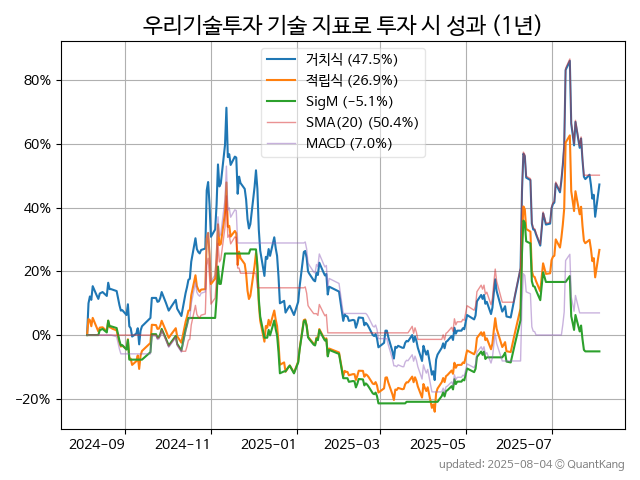 우리기술투자 기술 지표로 투자 시 성과 (1년)
거치식 (47.5%)
적립식 (26.9%)
SigM (−5.1%)
SMA(20) (50.4%)
MACD (7.0%)
80%
60%
40%
20%
0%
−20%
2024-09 2024-11 2025-01 2025-03 2025-05 2025-07
updated: 2025-08-04 © QuantKang